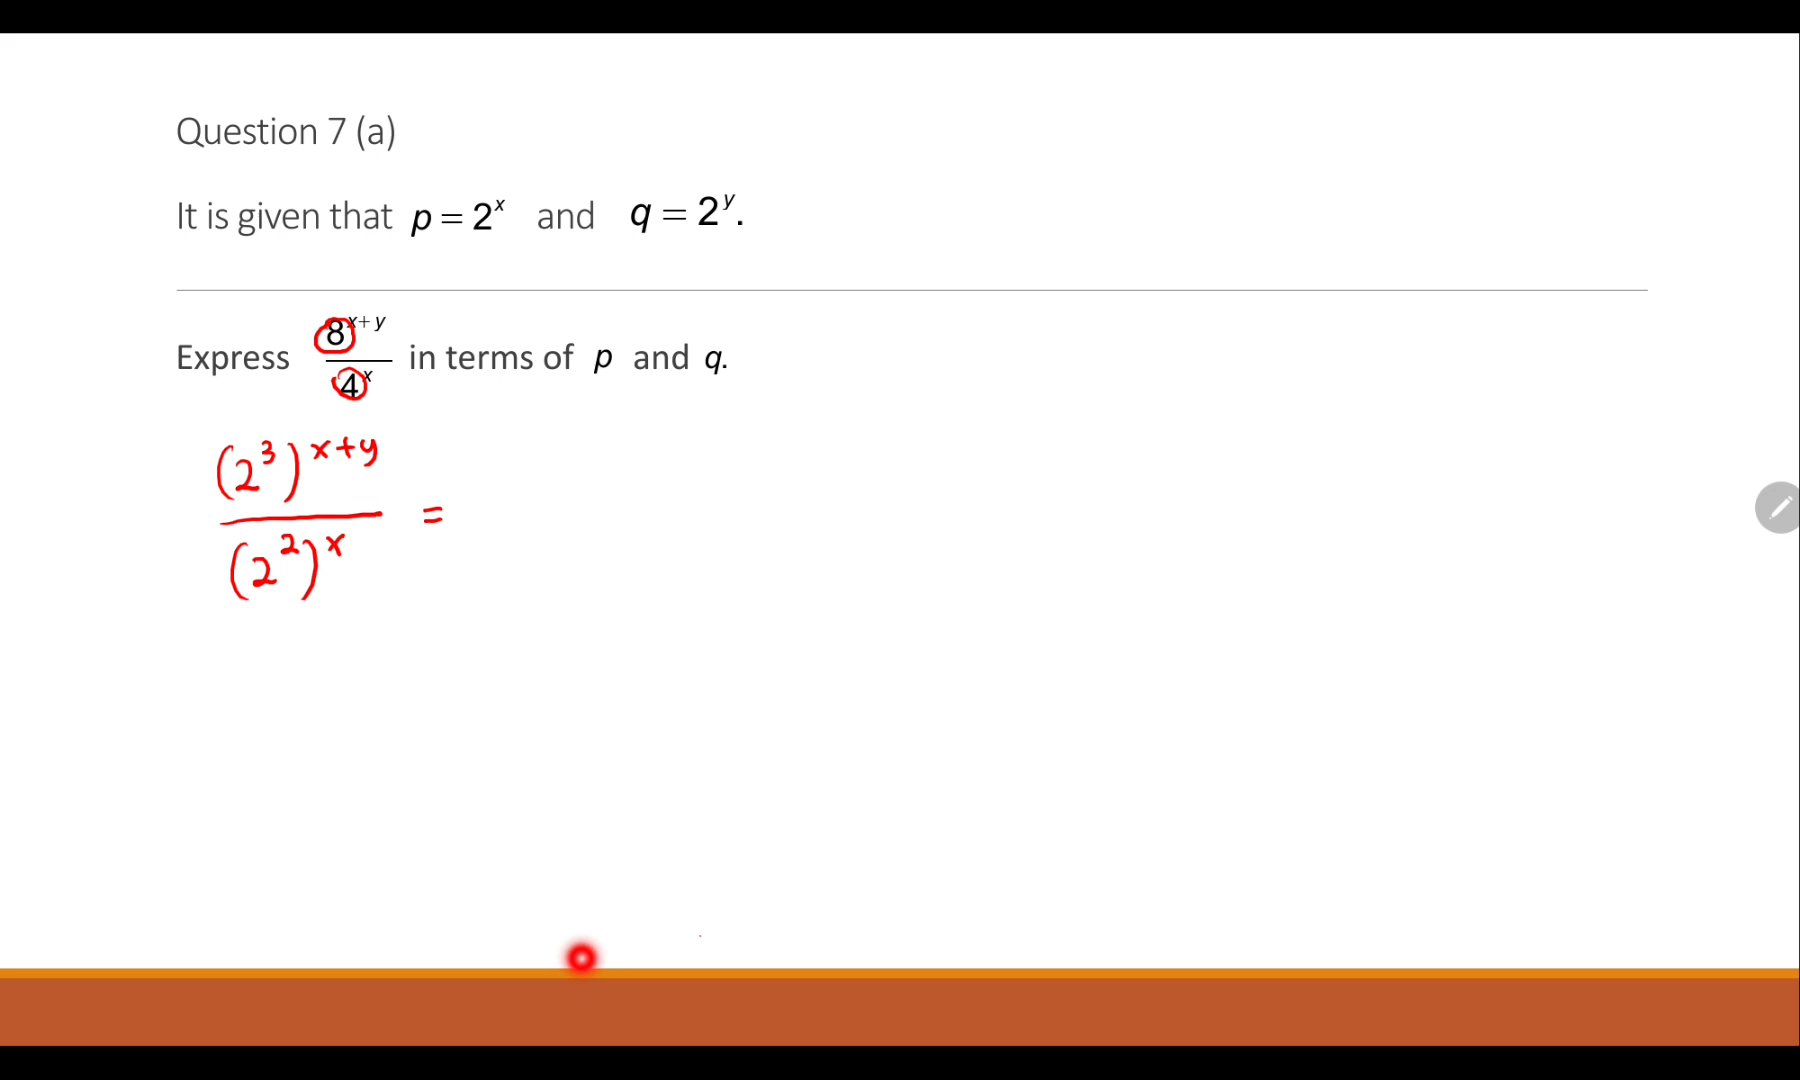 Question 7 (a)
It is given that p = 2^x and q = 2^y.
Express 8^(x+y) / 4^x in terms of p and q.
(2^3)^(x+y) / (2^2)^x =